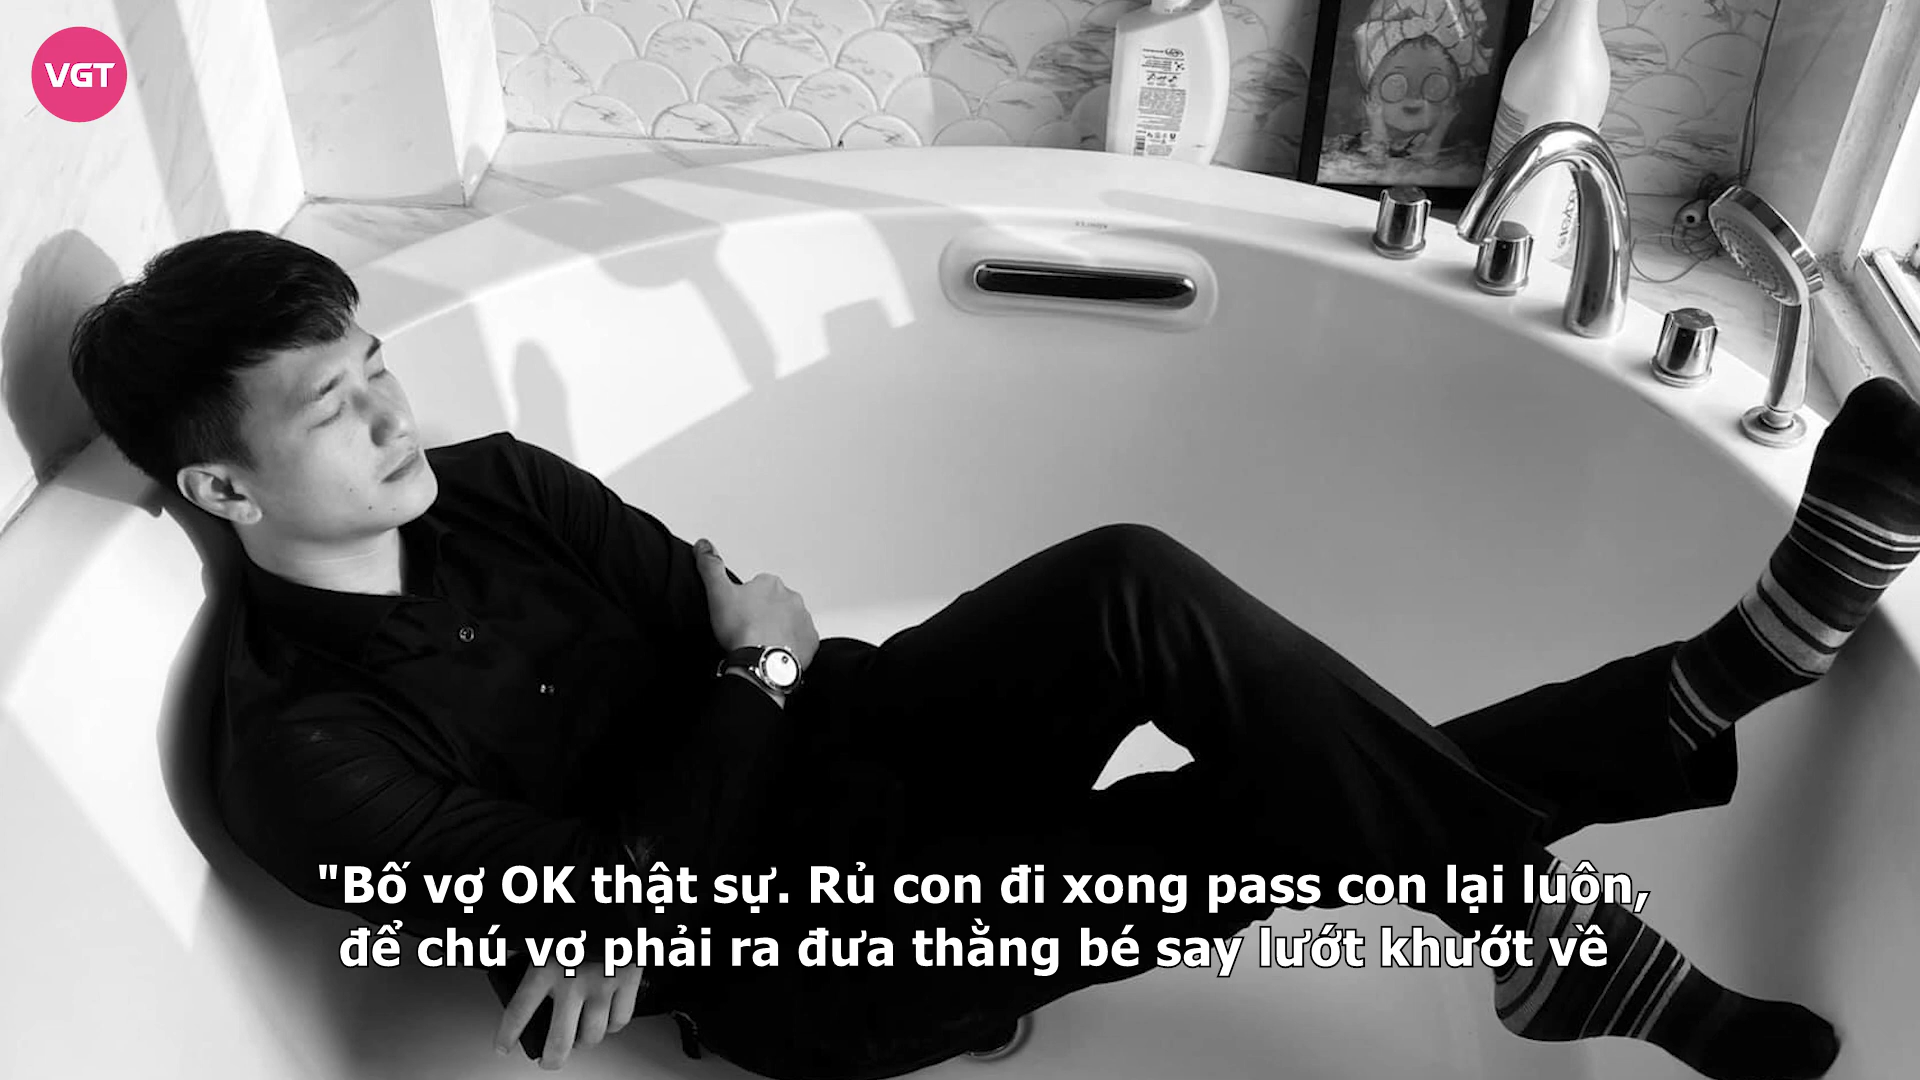 VGT
"Bố vợ OK thật sự. Rủ con đi xong pass con lại luôn,
để chú vợ phải ra đưa thằng bé say lướt khướt về